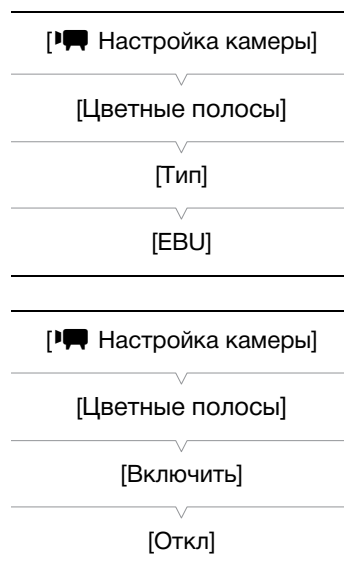 [ Настройка камеры]
[Цветные полосы]
[Тип]
[EBU]
[ Настройка камеры]
[Цветные полосы]
[Включить]
[Откл]